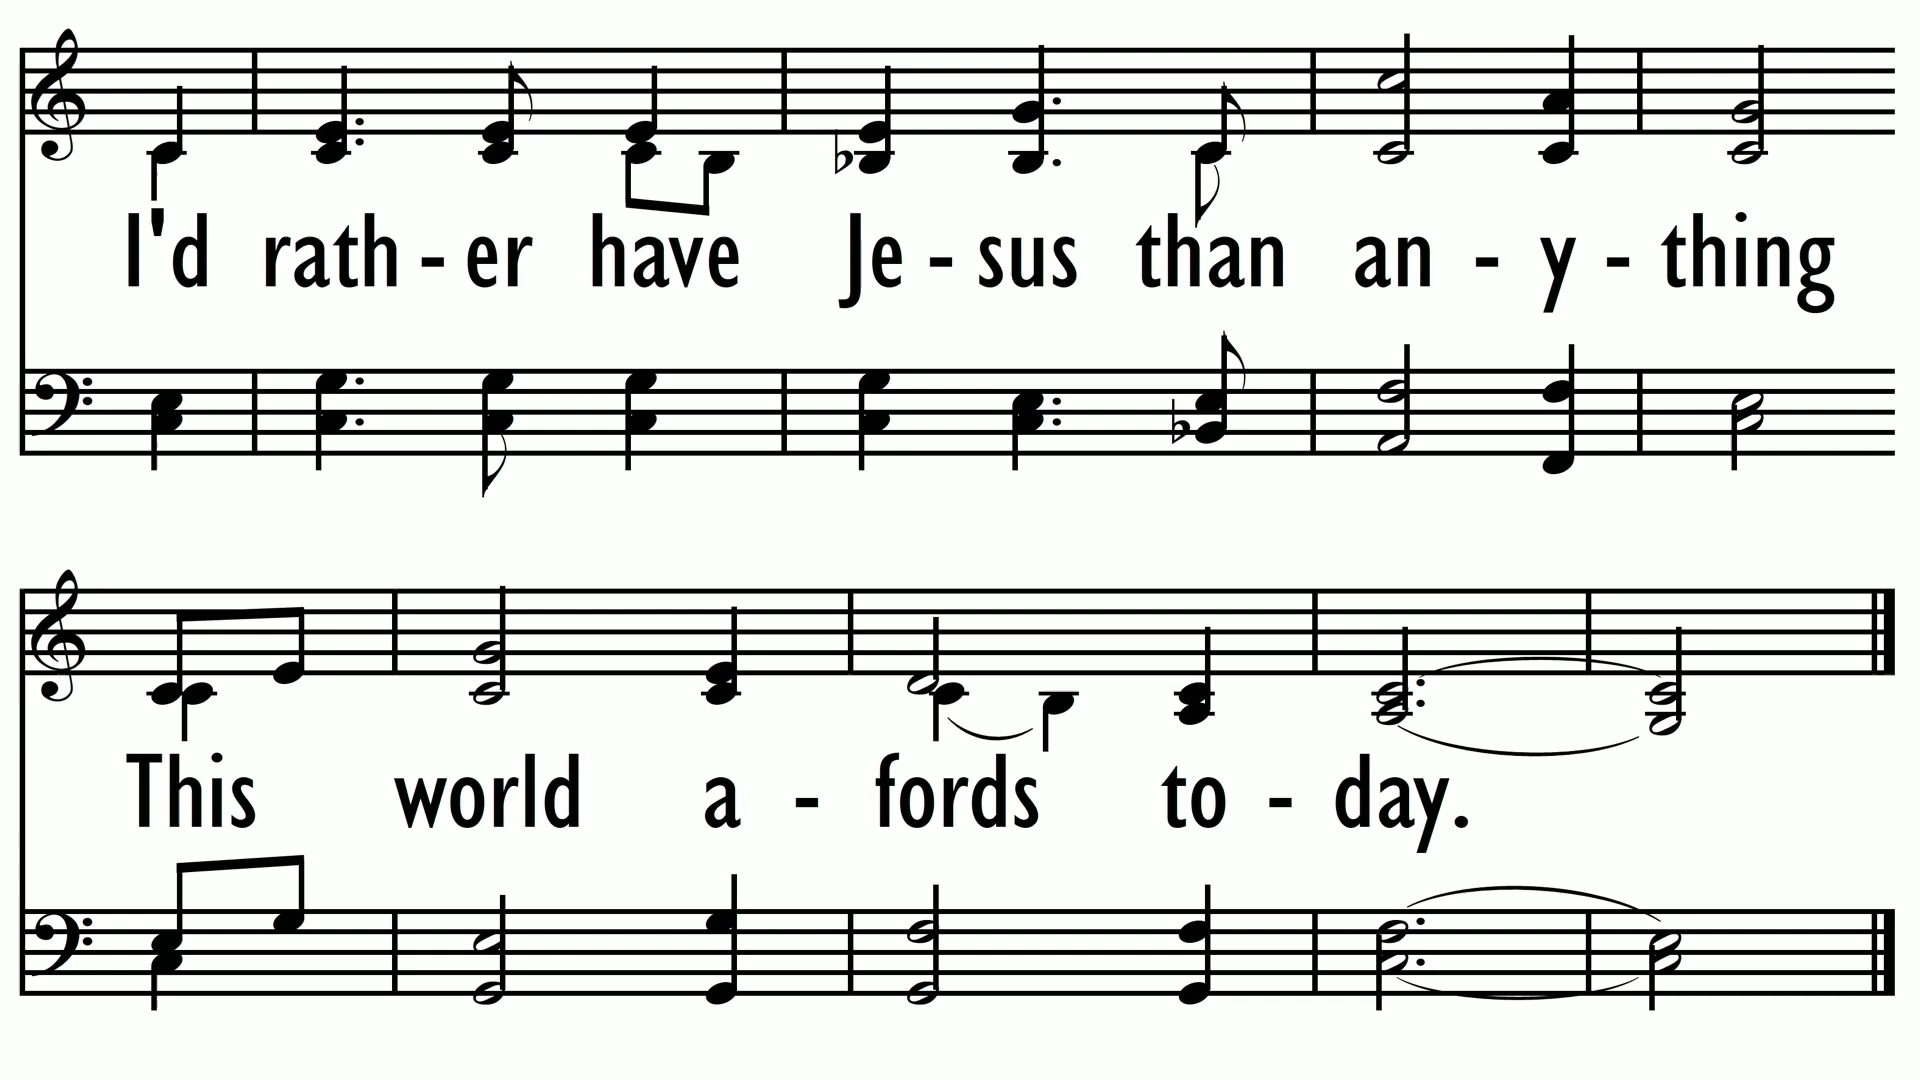 I'd rath - er have Je - sus than an - y - thing
This world a - fords to - day.